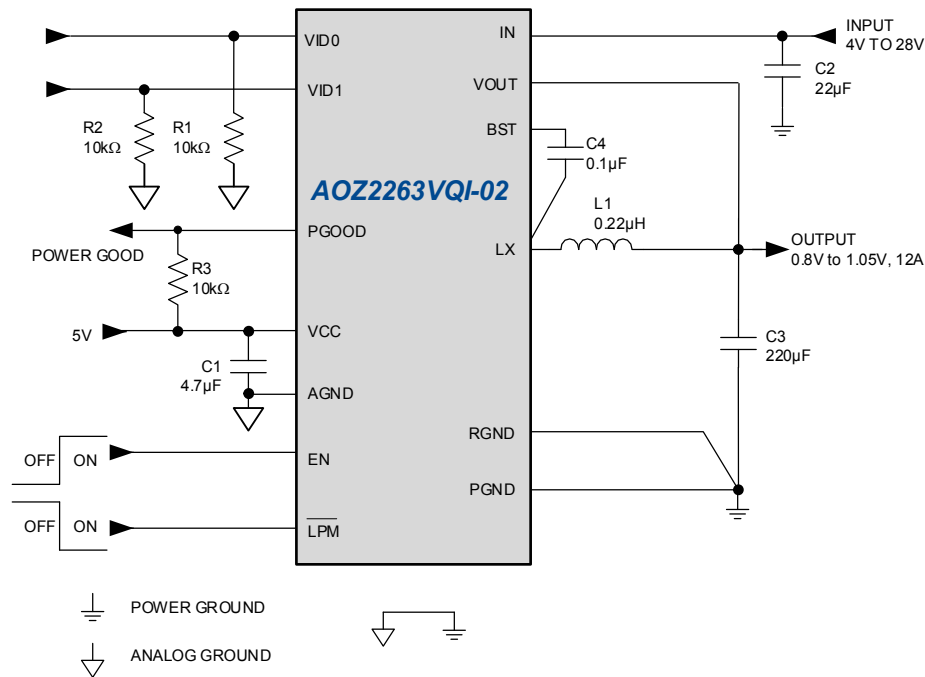 VID0
VID1
R2
10kΩ
R1
10kΩ
AOZ2263VQI-02
PGOOD
POWER GOOD
R3
10kΩ
5V
VCC
C1
4.7µF
AGND
OFF
ON
EN
OFF
ON
LPM
IN
INPUT
4V TO 28V
C2
22µF
VOUT
BST
C4
0.1µF
L1
0.22µH
LX
OUTPUT
0.8V to 1.05V, 12A
C3
220µF
RGND
PGND
POWER GROUND
ANALOG GROUND